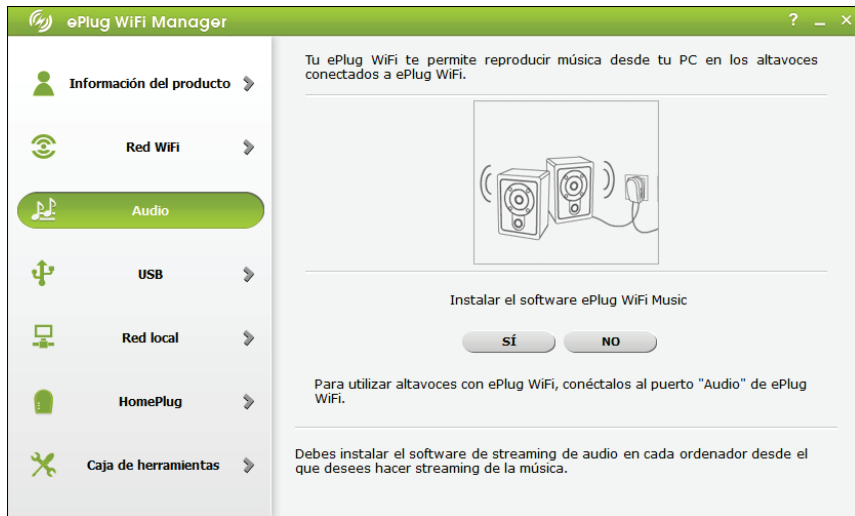 ePlug WiFi Manager
? _ ×
Información del producto
Red WiFi
Audio
USB
Red local
HomePlug
Caja de herramientas
Tu ePlug WiFi te permite reproducir música desde tu PC en los altavoces
conectados a ePlug WiFi.
Instalar el software ePlug WiFi Music
SÍ NO
Para utilizar altavoces con ePlug WiFi, conéctalos al puerto "Audio" de ePlug
WiFi.
Debes instalar el software de streaming de audio en cada ordenador desde el
que desees hacer streaming de la música.